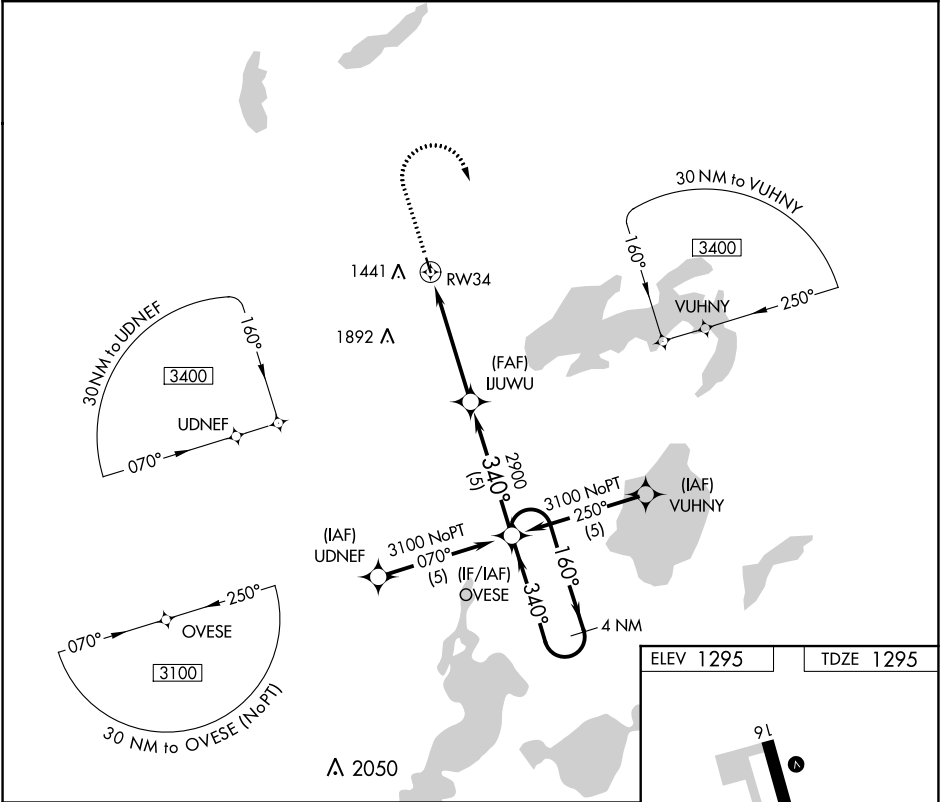 30 NM to VUHNY
3400
160°
VUHNY
250°
1441
RW34
30 NM to UDNEF
160°
1892
3400
(FAF)
IJUWU
UDNEF
070°
2900
340°
(5)
3100 NoPT
250°
(5)
(IAF)
VUHNY
(IAF)
UDNEF
3100 NoPT
070°
(5)
(IF/IAF)
OVESE
160°
340°
4 NM
250°
070°
OVESE
3100
30 NM to OVESE (NoPT)
2050
ELEV 1295
TDZE 1295
16
V